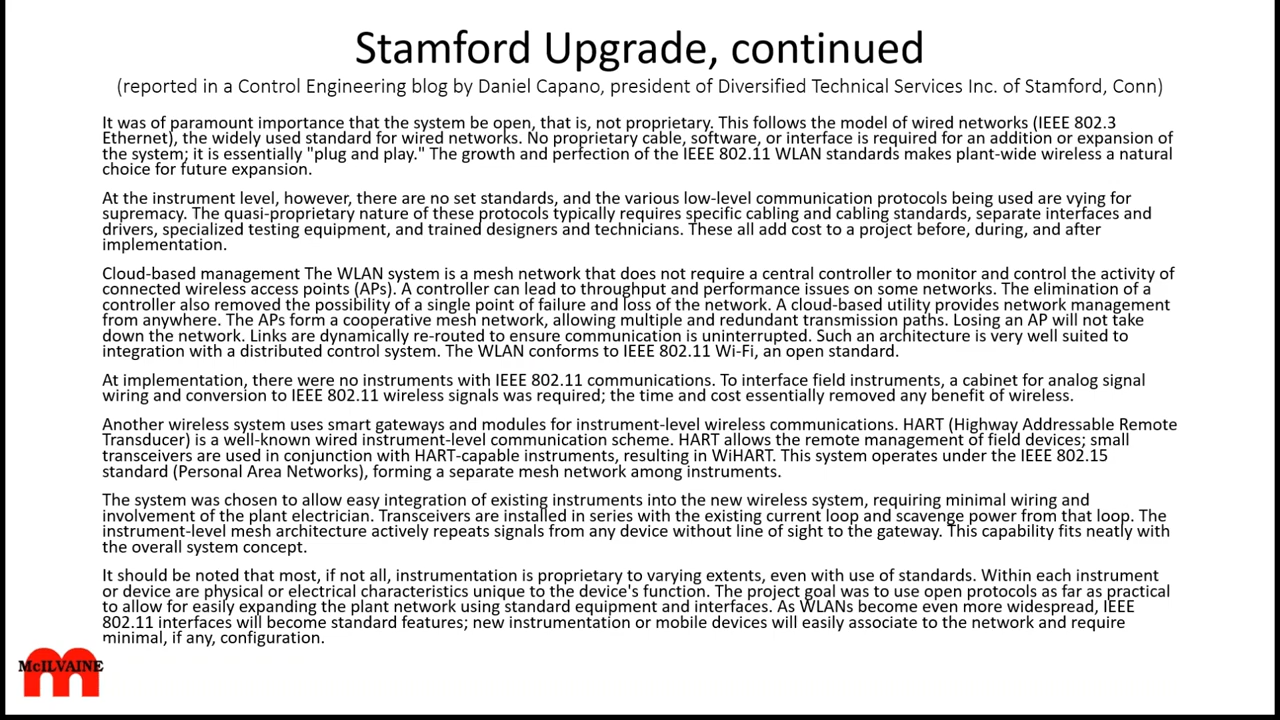 Stamford Upgrade, continued
(reported in a Control Engineering blog by Daniel Capano, president of Diversified Technical Services Inc. of Stamford, Conn)
It was of paramount importance that the system be open, that is, not proprietary. This follows the model of wired networks (IEEE 802.3
Ethernet), the widely used standard for wired networks. No proprietary cable, software, or interface is required for an addition or expansion of
the system; it is essentially "plug and play." The growth and perfection of the IEEE 802.11 WLAN standards makes plant-wide wireless a natural
choice for future expansion.
At the instrument level, however, there are no set standards, and the various low-level communication protocols being used are vying for
supremacy. The quasi-proprietary nature of these protocols typically requires specific cabling and cabling standards, separate interfaces and
drivers, specialized testing equipment, and trained designers and technicians. These all add cost to a project before, during, and after
implementation.
Cloud-based management The WLAN system is a mesh network that does not require a central controller to monitor and control the activity of
connected wireless access points (APs). A controller can lead to throughput and performance issues on some networks. The elimination of a
controller also removed the possibility of a single point of failure and loss of the network. A cloud-based utility provides network management
from anywhere. The APs form a cooperative mesh network, allowing multiple and redundant transmission paths. Losing an AP will not take
down the network. Links are dynamically re-routed to ensure communication is uninterrupted. Such an architecture is very well suited to
integration with a distributed control system. The WLAN conforms to IEEE 802.11 Wi-Fi, an open standard.
At implementation, there were no instruments with IEEE 802.11 communications. To interface field instruments, a cabinet for analog signal
wiring and conversion to IEEE 802.11 wireless signals was required; the time and cost essentially removed any benefit of wireless.
Another wireless system uses smart gateways and modules for instrument-level wireless communications. HART (Highway Addressable Remote
Transducer) is a well-known wired instrument-level communication scheme. HART allows the remote management of field devices; small
transceivers are used in conjunction with HART-capable instruments, resulting in WiHART. This system operates under the IEEE 802.15
standard (Personal Area Networks), forming a separate mesh network among instruments.
The system was chosen to allow easy integration of existing instruments into the new wireless system, requiring minimal wiring and
involvement of the plant electrician. Transceivers are installed in series with the existing current loop and scavenge power from that loop. The
instrument-level mesh architecture actively repeats signals from any device without line of sight to the gateway. This capability fits neatly with
the overall system concept.
It should be noted that most, if not all, instrumentation is proprietary to varying extents, even with use of standards. Within each instrument
or device are physical or electrical characteristics unique to the device's function. The project goal was to use open protocols as far as practical
to allow for easily expanding the plant network using standard equipment and interfaces. As WLANs become even more widespread, IEEE
802.11 interfaces will become standard features; new instrumentation or mobile devices will easily associate to the network and require
minimal, if any, configuration.
McILVAINE